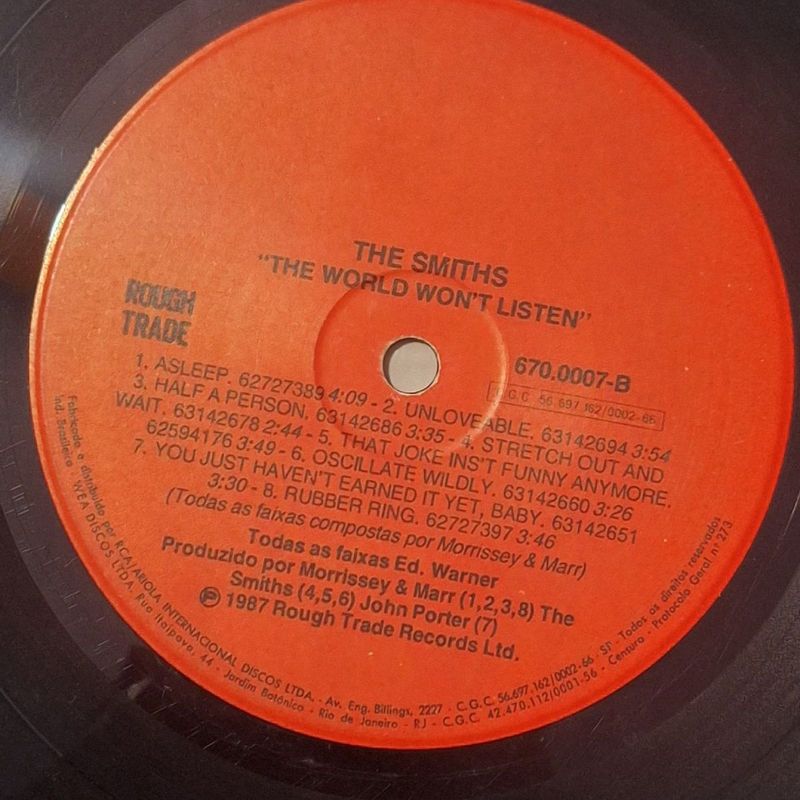 THE SMITHS
"THE WORLD WON'T LISTEN"
ROUGH
TRADE
670.0007-B
C.G.C. 56.697.162/0002-66
1. ASLEEP. 62727389 4:09 - 2. UNLOVEABLE. 63142694 3:54
3. HALF A PERSON. 63142686 3:35 - 4. STRETCH OUT AND
WAIT. 63142678 2:44 - 5. THAT JOKE INS'T FUNNY ANYMORE.
62594176 3:49 - 6. OSCILLATE WILDLY. 63142660 3:26
7. YOU JUST HAVEN'T EARNED IT YET, BABY. 63142651
3:30 - 8. RUBBER RING. 62727397 3:46
(Todas as faixas compostas por Morrissey & Marr)
Todas as faixas Ed. Warner
Produzido por Morrissey & Marr (1,2,3,8) The
Smiths (4,5,6) John Porter (7)
℗ 1987 Rough Trade Records Ltd.
Fabricado e distribuído por RCA/ARIOLA INTERNACIONAL DISCOS LTDA. - Av. Eng. Billings, 2227 - C.G.C. 56.697.162/0002-66 - SP - Todos os direitos reservados
Ind. Brasileira WEA DISCOS LTDA. Rua Itaipava, 44 - Jardim Botânico - Rio de Janeiro - RJ - C.G.C. 42.470.112/0001-56 - Censura - Protocolo Geral nº 273